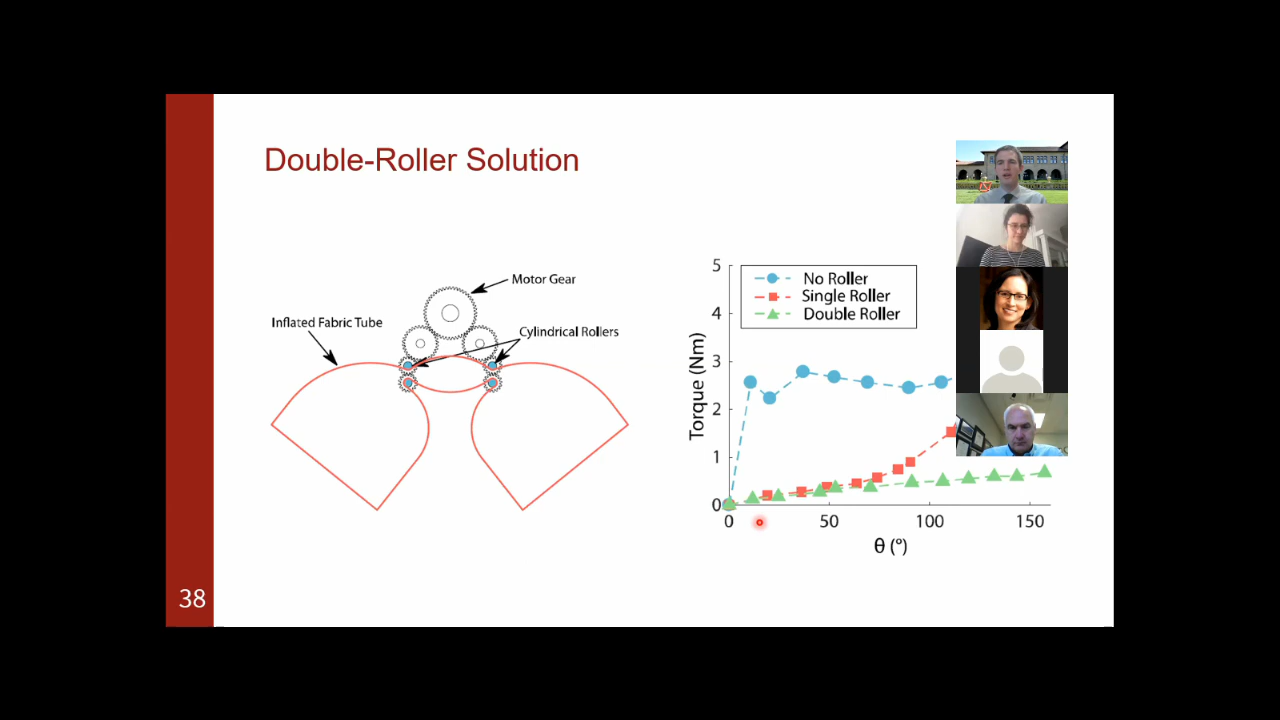 Double-Roller Solution
Motor Gear
Inflated Fabric Tube
Cylindrical Rollers
5
4
3
2
1
0
Torque (Nm)
No Roller
Single Roller
Double Roller
0
50
100
150
θ (°)
38